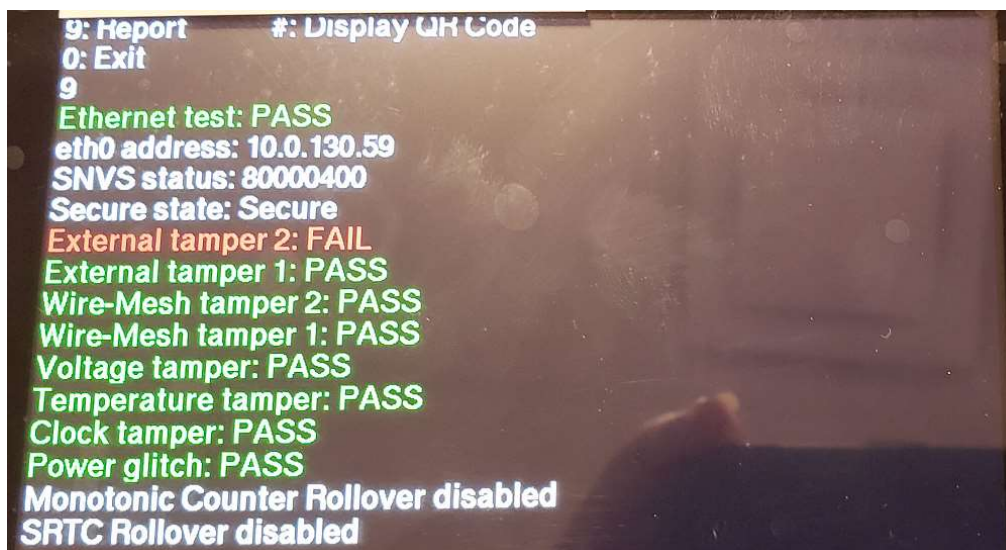 9: Report #: Display QR Code
0: Exit
9
Ethernet test: PASS
eth0 address: 10.0.130.59
SNVS status: 80000400
Secure state: Secure
External tamper 2: FAIL
External tamper 1: PASS
Wire-Mesh tamper 2: PASS
Wire-Mesh tamper 1: PASS
Voltage tamper: PASS
Temperature tamper: PASS
Clock tamper: PASS
Power glitch: PASS
Monotonic Counter Rollover disabled
SRTC Rollover disabled